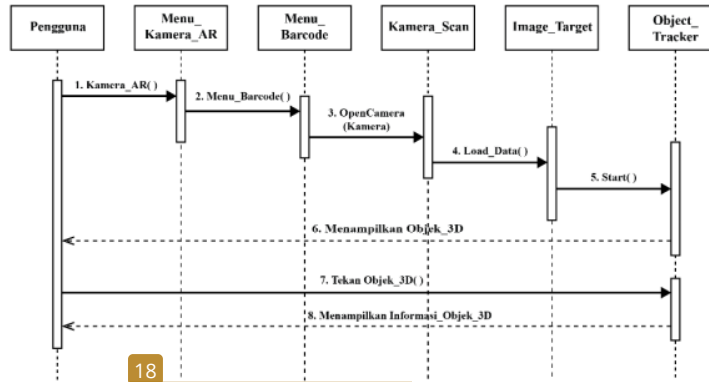 Pengguna
Menu_
Kamera_AR
Menu_
Barcode
Kamera_Scan
Image_Target
Object_
Tracker
1. Kamera_AR( )
2. Menu_Barcode( )
3. OpenCamera
(Kamera)
4. Load_Data( )
5. Start( )
6. Menampilkan Objek_3D
7. Tekan Objek_3D( )
8. Menampilkan Informasi_Objek_3D
18